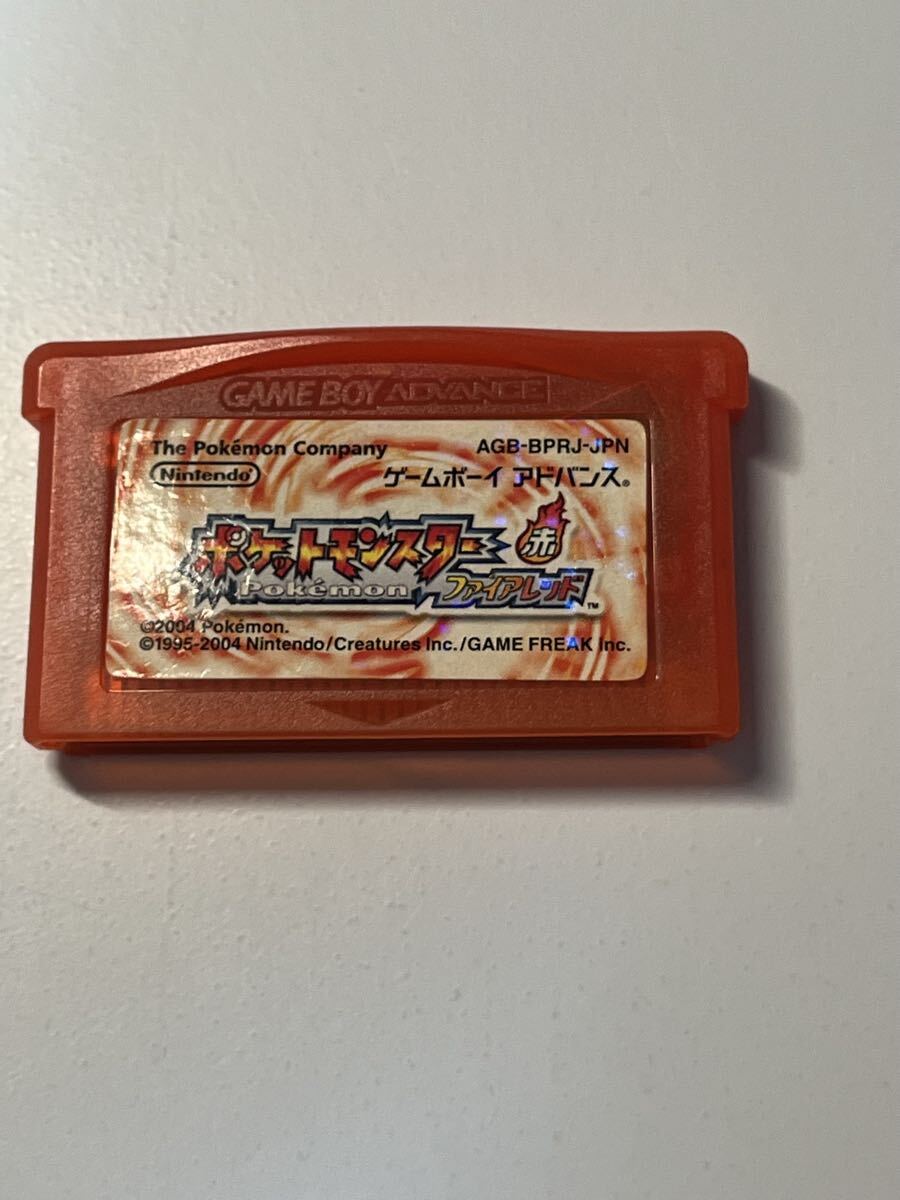 GAME BOY ADVANCE
The Pokémon Company
AGB-BPRJ-JPN
Nintendo®
ゲームボーイ アドバンス®
ポケットモンスター
赤
Pokémon
ファイアレッド™
©2004 Pokémon.
©1995-2004 Nintendo/Creatures Inc./GAME FREAK Inc.